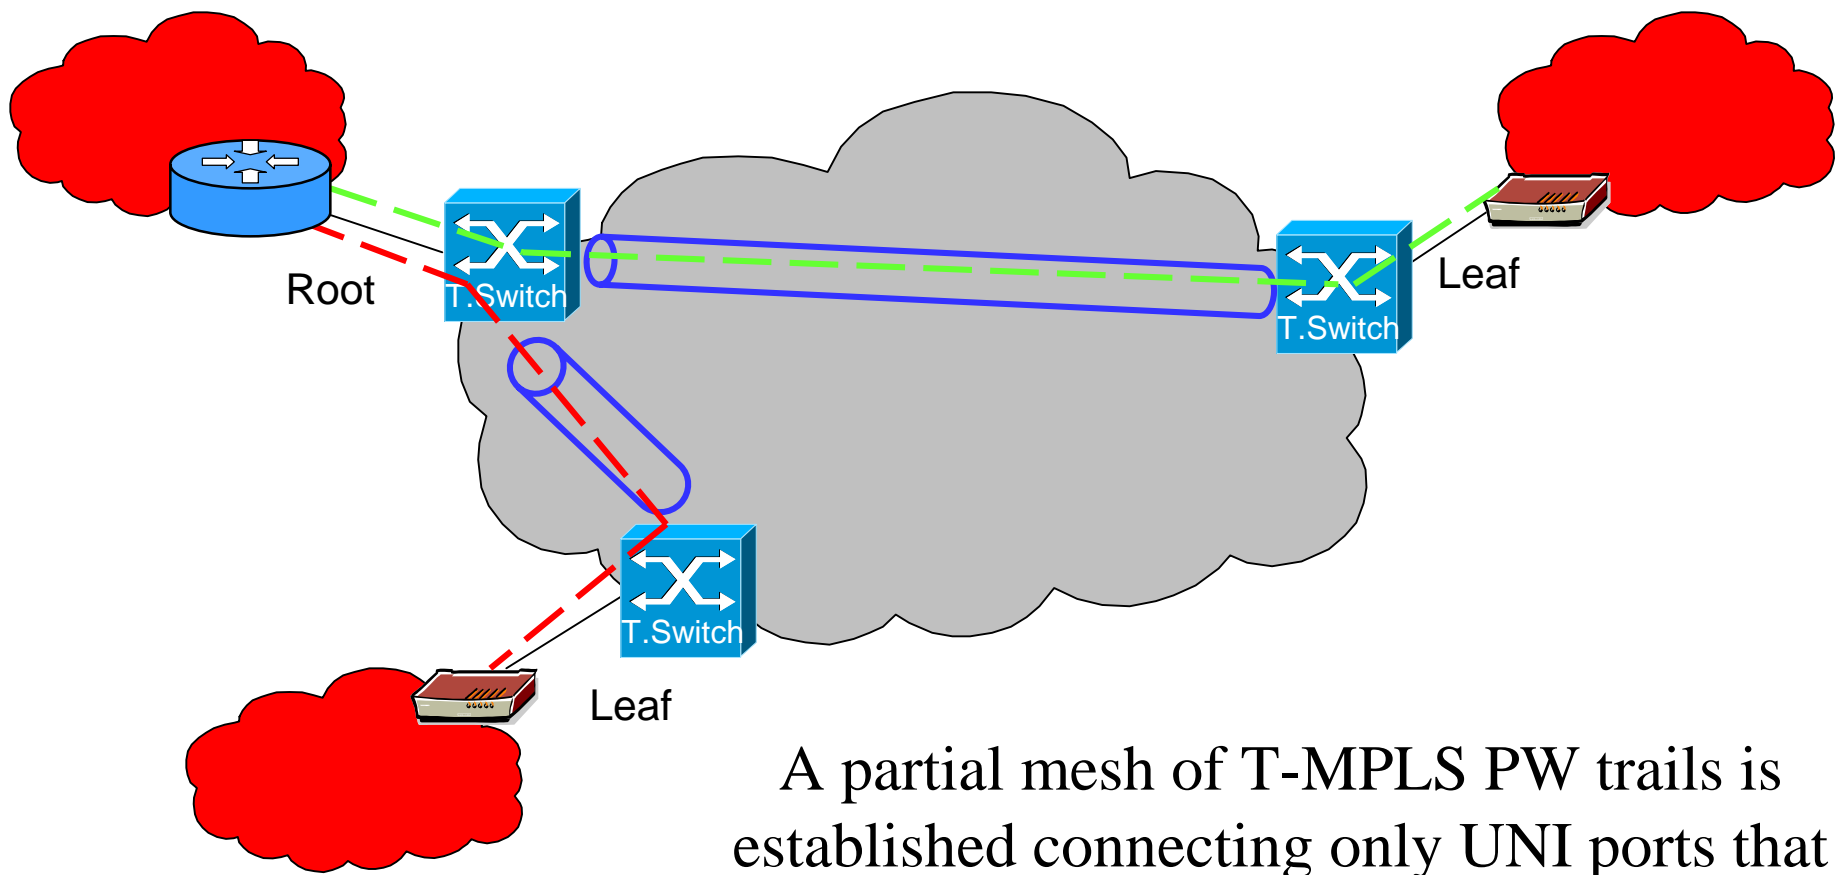 T.Switch
Root
Leaf
T.Switch
T.Switch
Leaf
A partial mesh of T-MPLS PW trails is
established connecting only UNI ports that